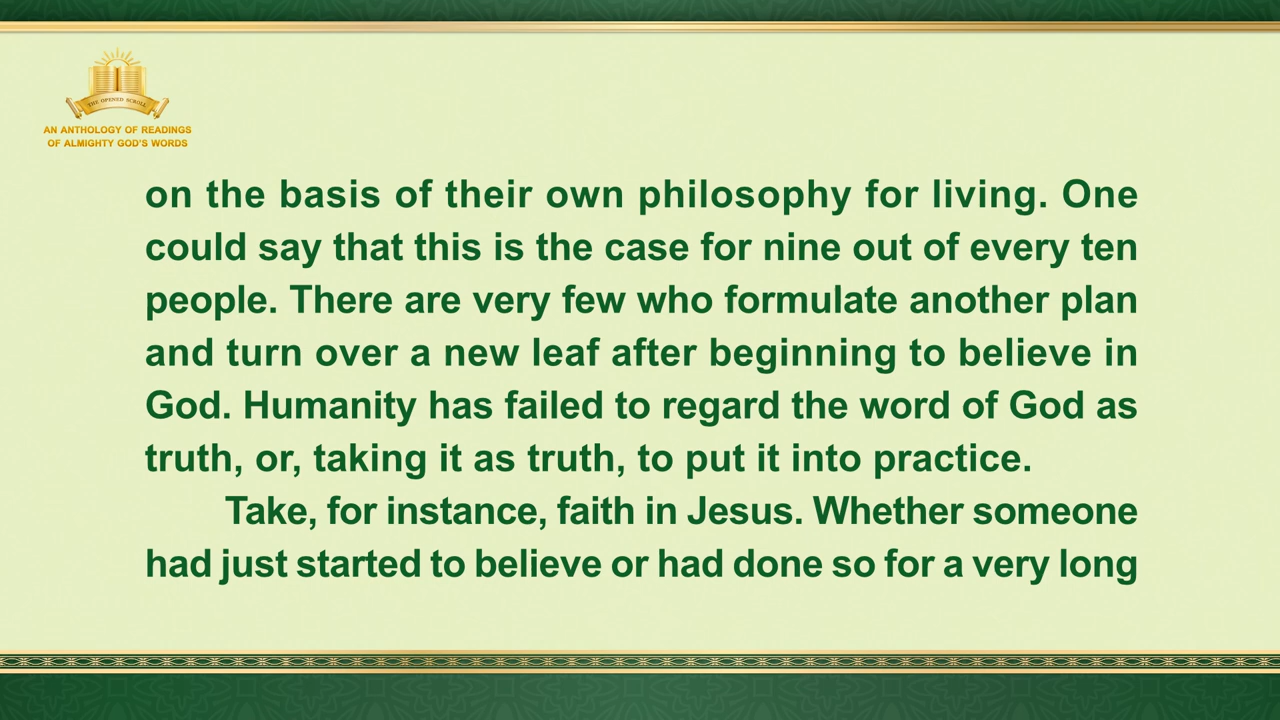 THE OPENED SCROLL
AN ANTHOLOGY OF READINGS
OF ALMIGHTY GOD'S WORDS
on the basis of their own philosophy for living. One
could say that this is the case for nine out of every ten
people. There are very few who formulate another plan
and turn over a new leaf after beginning to believe in
God. Humanity has failed to regard the word of God as
truth, or, taking it as truth, to put it into practice.
Take, for instance, faith in Jesus. Whether someone
had just started to believe or had done so for a very long